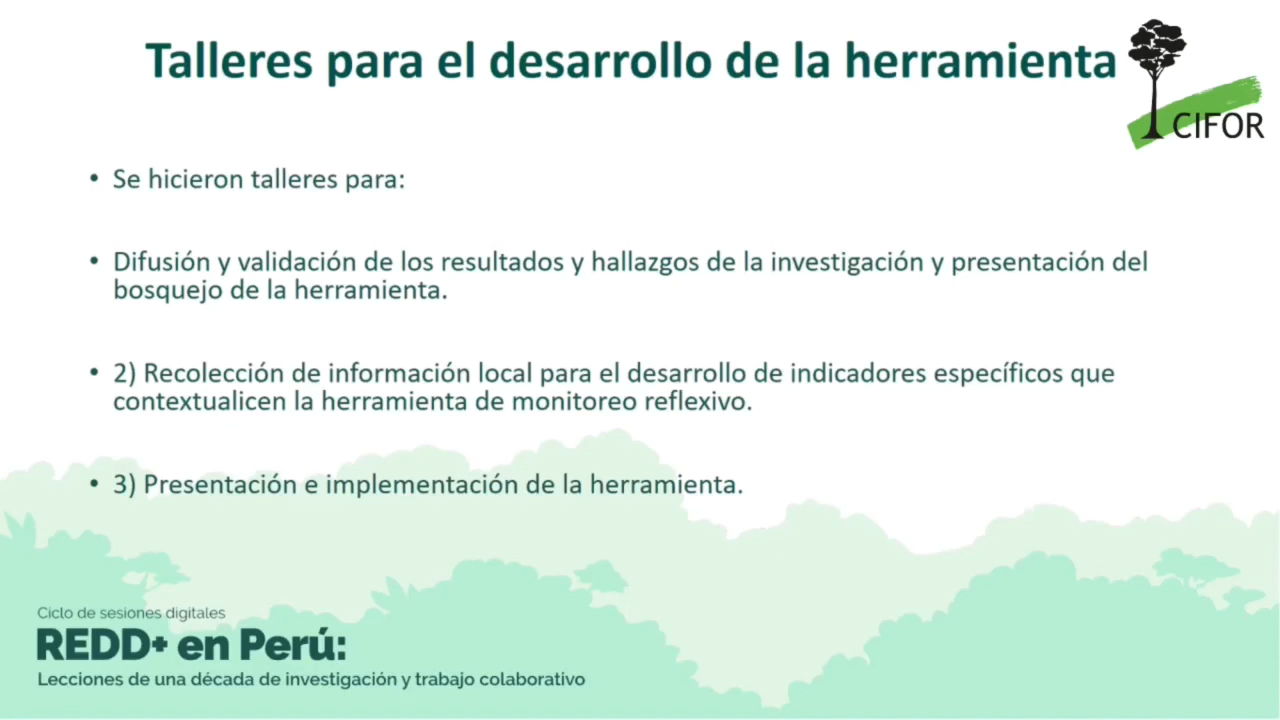 Talleres para el desarrollo de la herramienta
CIFOR
• Se hicieron talleres para:
• Difusión y validación de los resultados y hallazgos de la investigación y presentación del
bosquejo de la herramienta.
• 2) Recolección de información local para el desarrollo de indicadores específicos que
contextualicen la herramienta de monitoreo reflexivo.
• 3) Presentación e implementación de la herramienta.
Ciclo de sesiones digitales
REDD+ en Perú:
Lecciones de una década de investigación y trabajo colaborativo